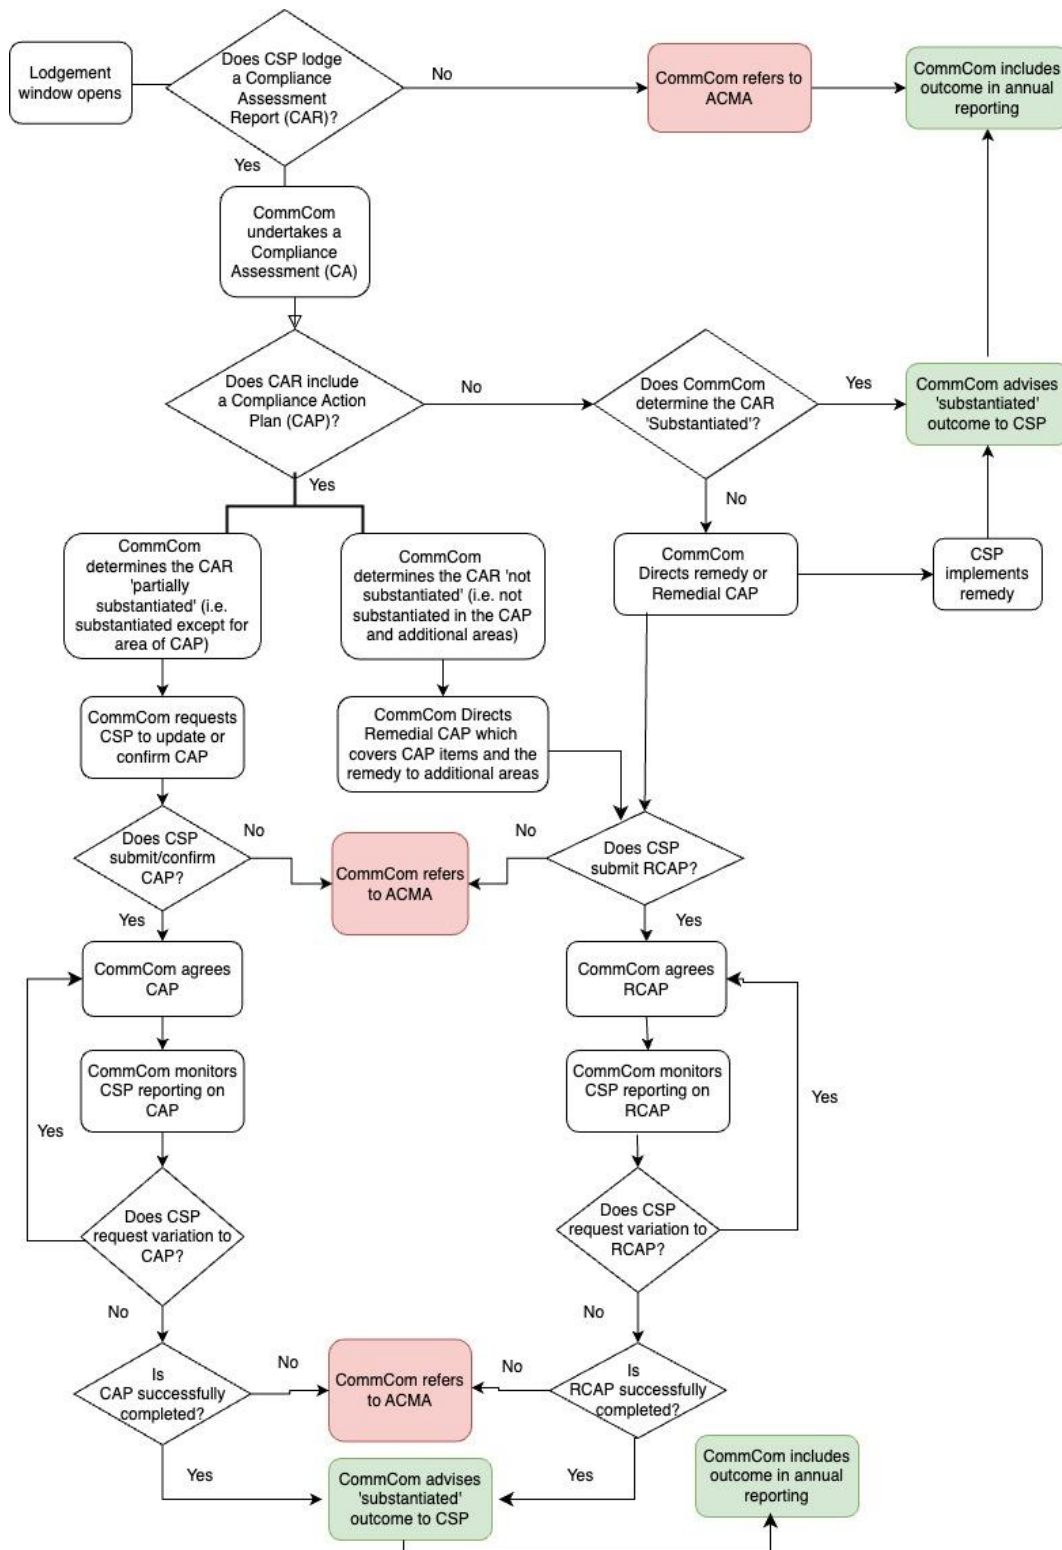 Lodgement
window opens
Does CSP lodge
a Compliance
Assessment
Report (CAR)?
No
CommCom refers to
ACMA
CommCom includes
outcome in annual
reporting
Yes
CommCom
undertakes a
Compliance
Assessment (CA)
Does CAR include
a Compliance Action
Plan (CAP)?
No
Does CommCom
determine the CAR
'Substantiated'?
Yes
CommCom advises
'substantiated'
outcome to CSP
Yes
No
CommCom
determines the CAR
'partially
substantiated' (i.e.
substantiated except for
area of CAP)
CommCom
determines the CAR 'not
substantiated' (i.e. not
substantiated in the CAP
and additional areas)
CommCom
Directs remedy or
Remedial CAP
CSP
implements
remedy
CommCom requests
CSP to update or
confirm CAP
CommCom Directs
Remedial CAP which
covers CAP items and the
remedy to additional areas
Does CSP
submit/confirm
CAP?
No
CommCom refers
to ACMA
No
Does CSP
submit RCAP?
Yes
Yes
CommCom agrees
CAP
CommCom agrees
RCAP
CommCom monitors
CSP reporting on
CAP
CommCom monitors
CSP reporting on
RCAP
Yes
Yes
Does CSP
request variation to
CAP?
Does CSP
request variation to
RCAP?
No
No
Is
CAP successfully
completed?
No
CommCom refers
to ACMA
No
Is
RCAP successfully
completed?
Yes
CommCom advises
'substantiated'
outcome to CSP
Yes
CommCom includes
outcome in annual
reporting